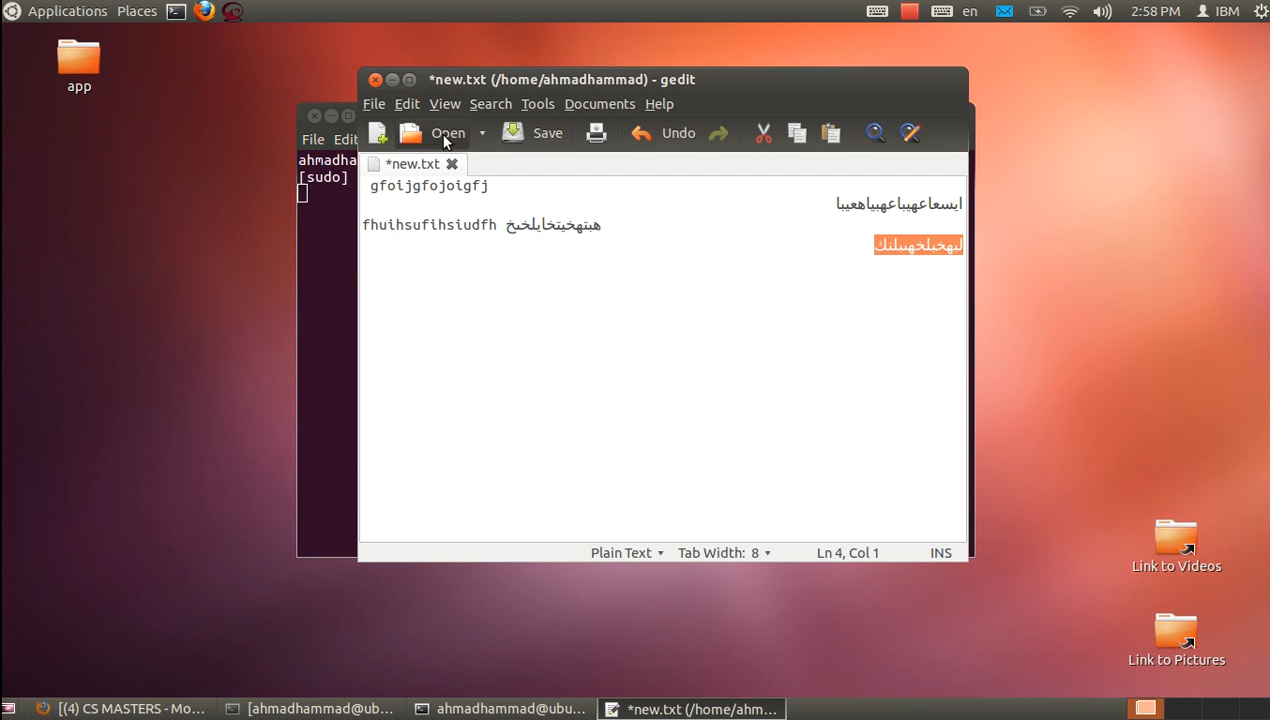 Applications Places en 2:58 PM IBM
app
*new.txt (/home/ahmadhammad) - gedit
File Edit View Search Tools Documents Help
Open Save Undo
*new.txt
File Edit
ahmadha
[sudo]
gfoijgfojoigfj
ايسعاعهيباعهبياهعيبا
fhuihsufihsiudfh هبتهخيتخايلخبخ
لبهخبلخهببلنك
Plain Text Tab Width: 8 Ln 4, Col 1 INS
Link to Videos
Link to Pictures
[(4) CS MASTERS - Mo... [ahmadhammad@ub... ahmadhammad@ubu... *new.txt (/home/ahm...